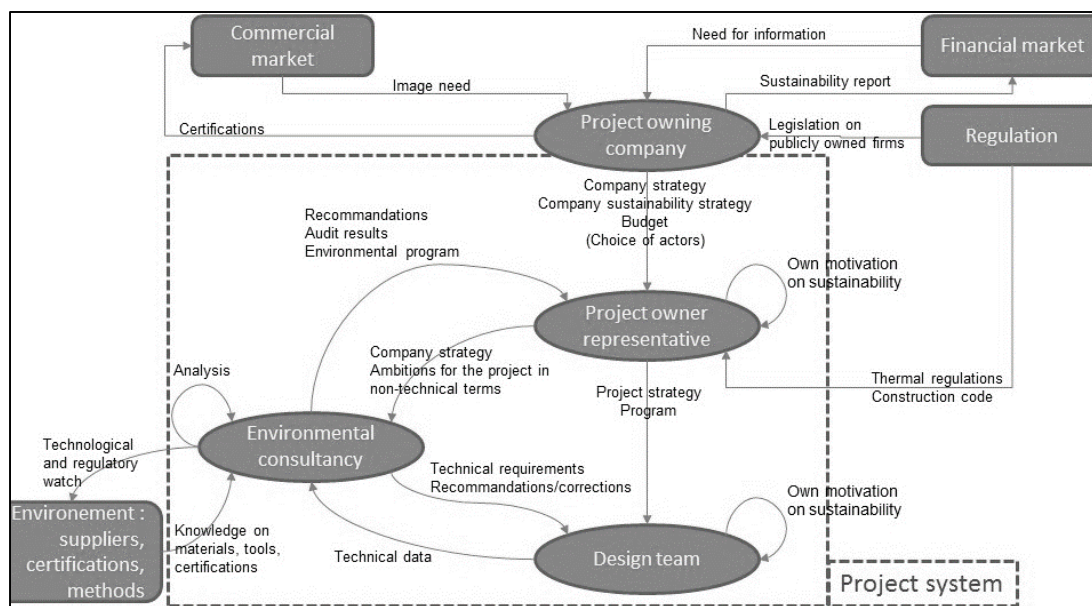 Commercial
market
Need for information
Financial market
Image need
Sustainability report
Certifications
Project owning
company
Legislation on
publicly owned firms
Regulation
Company strategy
Company sustainability strategy
Budget
(Choice of actors)
Recommandations
Audit results
Environmental program
Own motivation
on sustainability
Project owner
representative
Company strategy
Ambitions for the project in
non-technical terms
Analysis
Thermal regulations
Construction code
Project strategy
Program
Environmental
consultancy
Technological
and regulatory
watch
Technical requirements
Recommendations/corrections
Own motivation
on sustainability
Environement :
suppliers,
certifications,
methods
Knowledge on
materials, tools,
certifications
Technical data
Design team
Project system